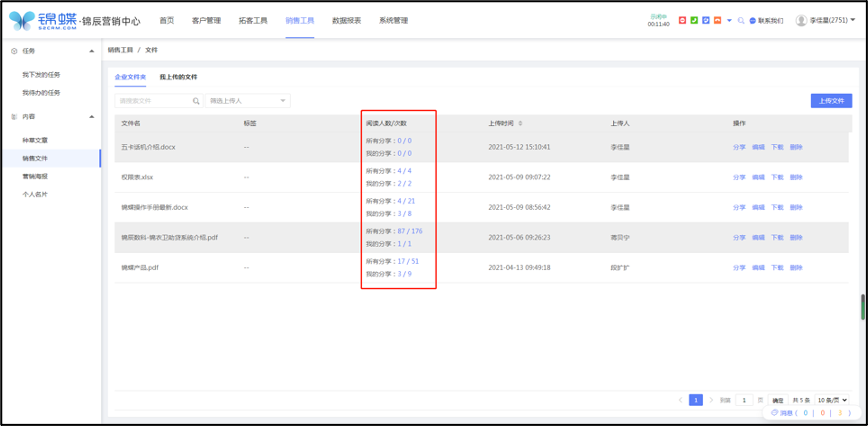 锦蝶 · 锦辰营销中心
SZCRM.COM
首页 客户管理 拓客工具 销售工具 数据报表 系统管理
示闲中
00:11:40
联系我们
李佳星(2751)
任务
我下发的任务
我待办的任务
内容
种草文章
销售文件
营销海报
个人名片
销售工具 / 文件
企业文件夹 我上传的文件
请搜索文件 筛选上传人 上传文件
文件名 标签 阅读人数/次数 上传时间 上传人 操作
五卡话机介绍.docx -- 所有分享：0 / 0 2021-05-12 15:10:41 李佳星 分享 编辑 下载 删除
我的分享：0 / 0
权限表.xlsx -- 所有分享：4 / 4 2021-05-09 09:07:22 李佳星 分享 编辑 下载 删除
我的分享：2 / 2
锦蝶操作手册最新.docx -- 所有分享：4 / 21 2021-05-09 08:56:42 李佳星 分享 编辑 下载 删除
我的分享：3 / 8
锦辰数科-锦衣卫助贷系统介绍.pdf -- 所有分享：87 / 176 2021-05-06 09:26:23 蒋贝宁 分享 编辑 下载 删除
我的分享：1 / 1
锦蝶产品.pdf -- 所有分享：17 / 51 2021-04-13 09:49:18 段扩扩 分享 编辑 下载 删除
我的分享：3 / 9
1 到第 1 页 确定 共 5 条 10 条/页
消息 ( 0 | 0 | 3 )